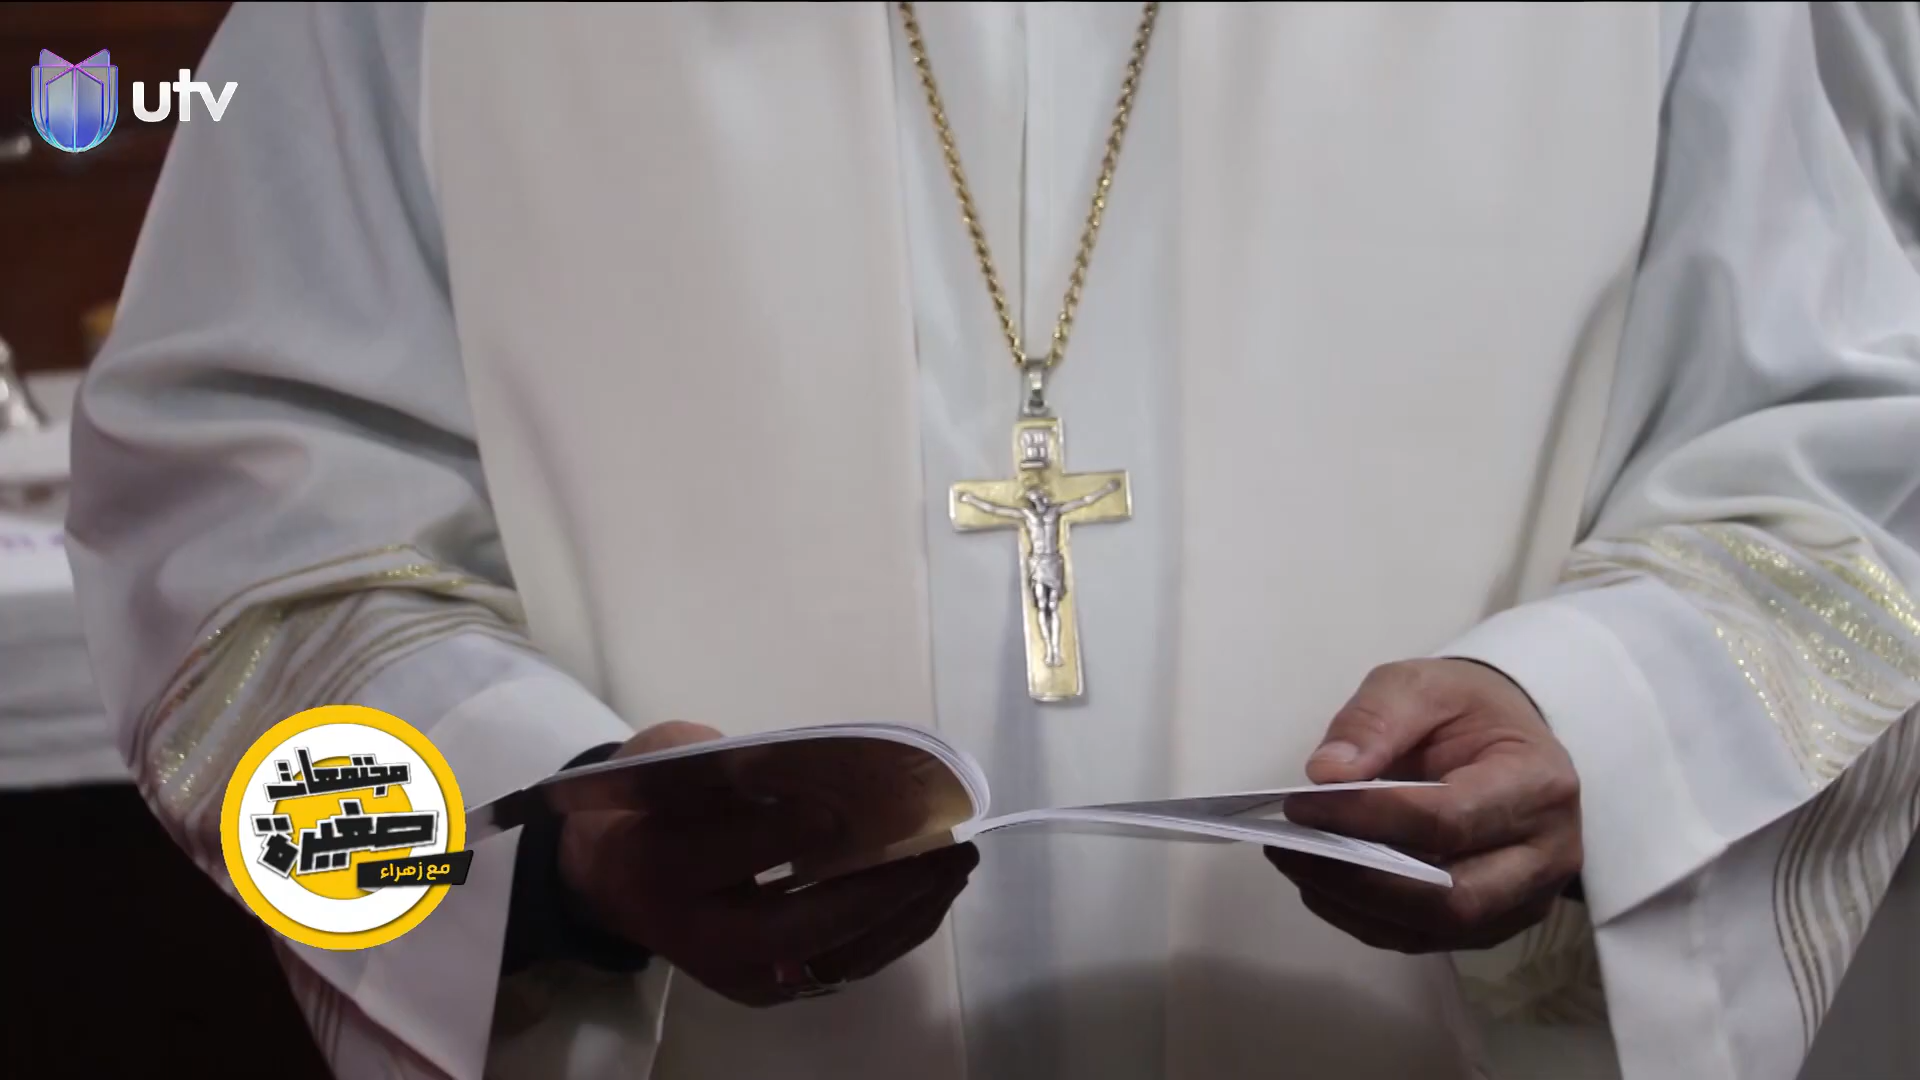 utv
مجتمعات
صغيرة
مع زهراء